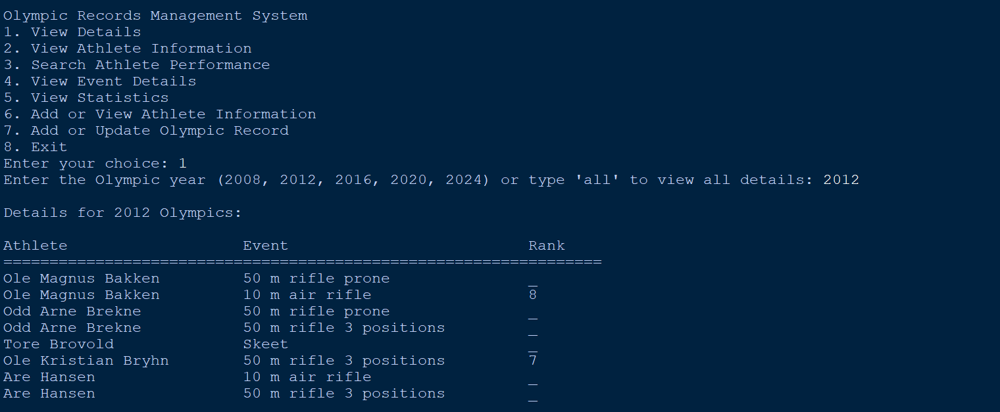 Olympic Records Management System
1. View Details
2. View Athlete Information
3. Search Athlete Performance
4. View Event Details
5. View Statistics
6. Add or View Athlete Information
7. Add or Update Olympic Record
8. Exit
Enter your choice: 1
Enter the Olympic year (2008, 2012, 2016, 2020, 2024) or type 'all' to view all details: 2012
Details for 2012 Olympics:
Athlete Event Rank
=================================================================
Ole Magnus Bakken 50 m rifle prone _
Ole Magnus Bakken 10 m air rifle 8
Odd Arne Brekne 50 m rifle prone _
Odd Arne Brekne 50 m rifle 3 positions _
Tore Brovold Skeet _
Ole Kristian Bryhn 50 m rifle 3 positions 7
Are Hansen 10 m air rifle _
Are Hansen 50 m rifle 3 positions _